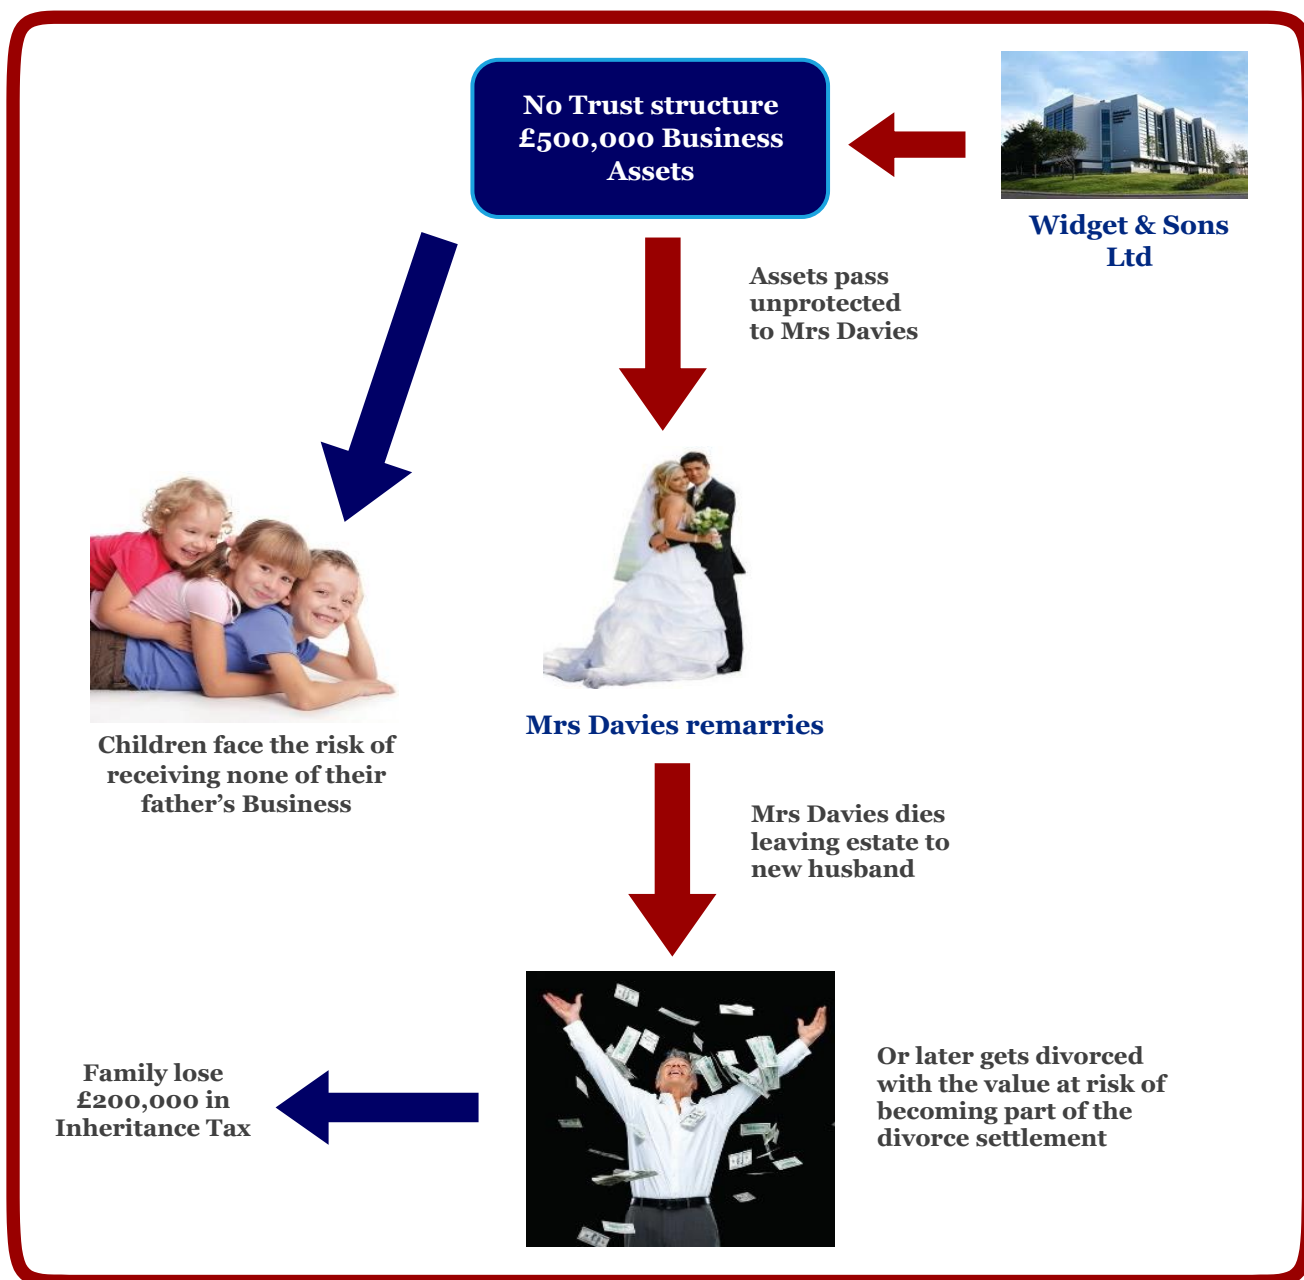 No Trust structure
£500,000 Business
Assets
Widget & Sons
Ltd
Assets pass
unprotected
to Mrs Davies
Children face the risk of
receiving none of their
father’s Business
Mrs Davies remarries
Mrs Davies dies
leaving estate to
new husband
Family lose
£200,000 in
Inheritance Tax
Or later gets divorced
with the value at risk of
becoming part of the
divorce settlement